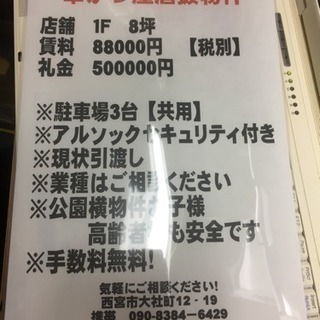 店舗 1F 8坪
賃料 88000円 【税別】
礼金 500000円
※駐車場3台【共用】
※アルソックセキュリティ付き
※現状引渡し
※業種はご相談ください
※公園横物件お子様
高齢者も安全です
※手数料無料!
気軽にご相談ください!
西宮市大社町12-19
携帯 090-8384-6429